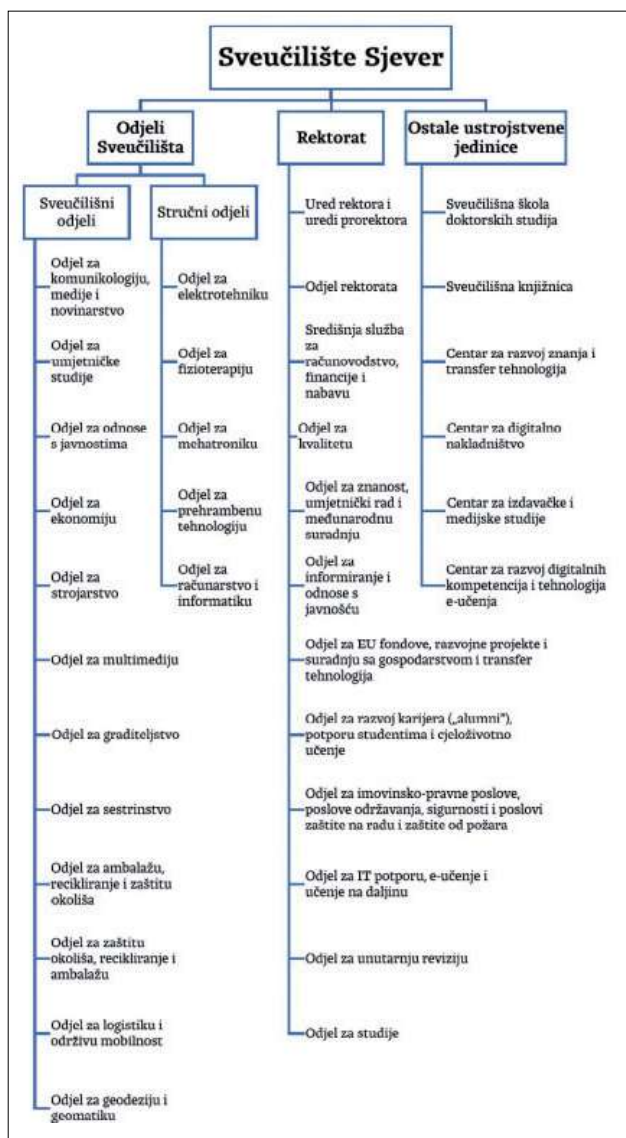 Sveučilište Sjever
Odjeli
Sveučilišta
Sveučilišni
odjeli
Odjel za
komunikologiju,
medije i
novinarstvo
Odjel za
umjetničke
studije
Odjel za odnose
s javnostima
Odjel za
ekonomiju
Odjel za
strojarstvo
Odjel za multimediju
Odjel za graditeljstvo
Odjel za sestrinstvo
Odjel za ambalažu,
recikliranje i zaštitu
okoliša
Odjel za zaštitu
okoliša, recikliranje i
ambalažu
Odjel za logistiku i
održivu mobilnost
Odjel za geodeziju i
geomatiku
Stručni odjeli
Odjel za
elektrotehniku
Odjel za
fizioterapiju
Odjel za
mehatroniku
Odjel za
prehrambenu
tehnologiju
Odjel za
računarstvo i
informatiku
Rektorat
Ured rektora i
uredi prorektora
Odjel rektorata
Središnja služba
za
računovodstvo,
financije i
nabavu
Odjel za
kvalitetu
Odjel za znanost,
umjetnički rad i
međunarodnu
suradnju
Odjel za
informiranje i
odnose s
javnošću
Odjel za EU fondove, razvojne projekte i
suradnju sa gospodarstvom i transfer
tehnologija
Odjel za razvoj karijera („alumni"),
potporu studentima i cjeloživotno
učenje
Odjel za imovinsko-pravne poslove,
poslove održavanja, sigurnosti i poslovi
zaštite na radu i zaštite od požara
Odjel za IT potporu, e-učenje i
učenje na daljinu
Odjel za unutarnju reviziju
Odjel za studije
Ostale ustrojstvene
jedinice
Sveučilišna škola
doktorskih studija
Sveučilišna knjižnica
Centar za razvoj znanja i
transfer tehnologija
Centar za digitalno
nakladništvo
Centar za izdavačke i
medijske studije
Centar za razvoj digitalnih
kompetencija i tehnologija
e-učenja